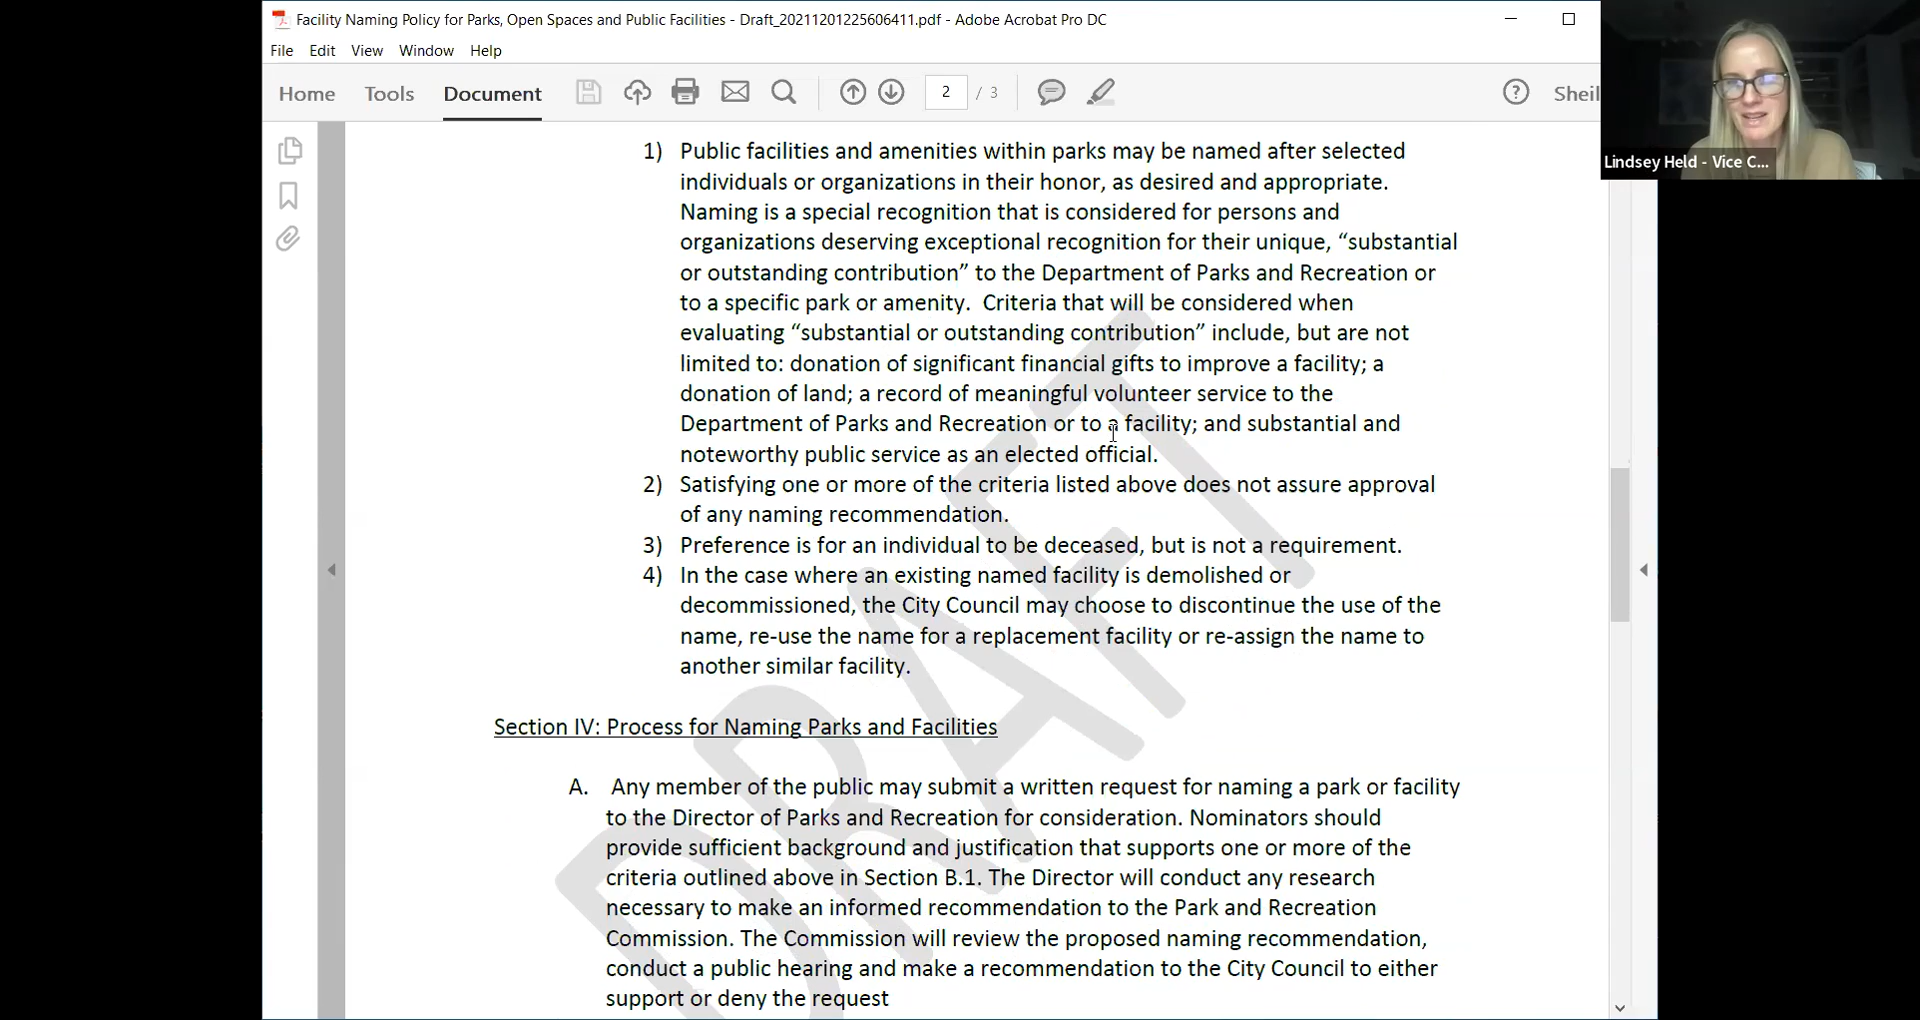 Facility Naming Policy for Parks, Open Spaces and Public Facilities - Draft_20211201225606411.pdf - Adobe Acrobat Pro DC
File Edit View Window Help
Home Tools Document 2 / 3 Sheil
Lindsey Held - Vice C...
1) Public facilities and amenities within parks may be named after selected
individuals or organizations in their honor, as desired and appropriate.
Naming is a special recognition that is considered for persons and
organizations deserving exceptional recognition for their unique, “substantial
or outstanding contribution” to the Department of Parks and Recreation or
to a specific park or amenity.  Criteria that will be considered when
evaluating “substantial or outstanding contribution” include, but are not
limited to: donation of significant financial gifts to improve a facility; a
donation of land; a record of meaningful volunteer service to the
Department of Parks and Recreation or to a facility; and substantial and
noteworthy public service as an elected official.
2) Satisfying one or more of the criteria listed above does not assure approval
of any naming recommendation.
3) Preference is for an individual to be deceased, but is not a requirement.
4) In the case where an existing named facility is demolished or
decommissioned, the City Council may choose to discontinue the use of the
name, re-use the name for a replacement facility or re-assign the name to
another similar facility.
Section IV: Process for Naming Parks and Facilities
A. Any member of the public may submit a written request for naming a park or facility
to the Director of Parks and Recreation for consideration. Nominators should
provide sufficient background and justification that supports one or more of the
criteria outlined above in Section B.1. The Director will conduct any research
necessary to make an informed recommendation to the Park and Recreation
Commission. The Commission will review the proposed naming recommendation,
conduct a public hearing and make a recommendation to the City Council to either
support or deny the request
DRAFT